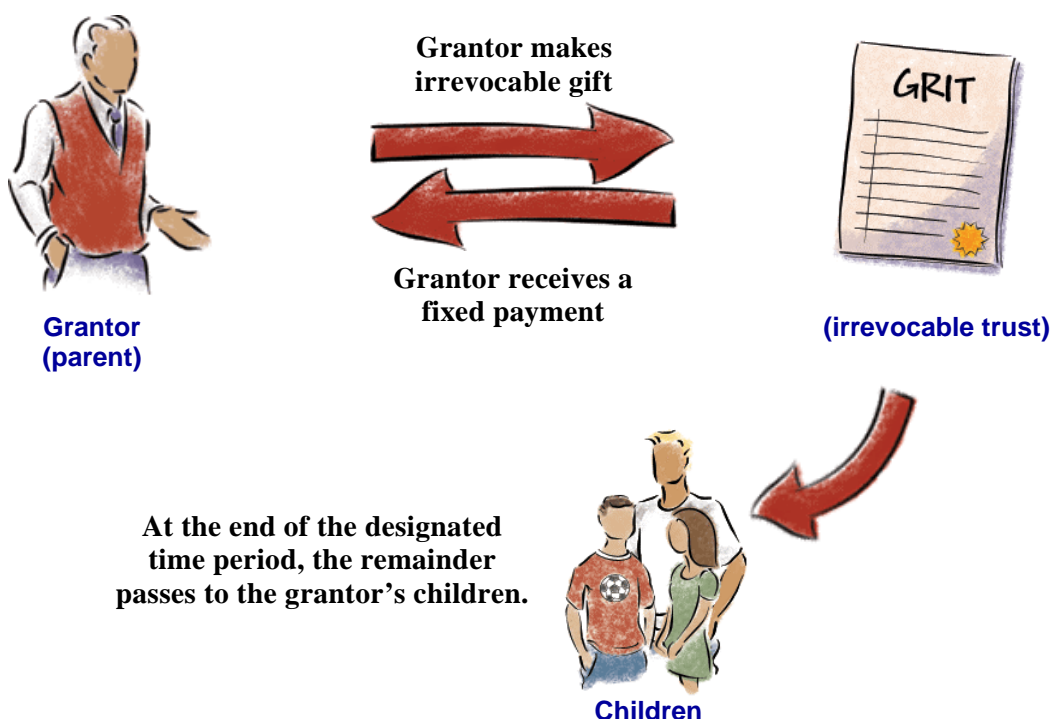 Grantor makes
irrevocable gift
GRIT
Grantor receives a
fixed payment
Grantor
(parent)
(irrevocable trust)
At the end of the designated
time period, the remainder
passes to the grantor’s children.
Children